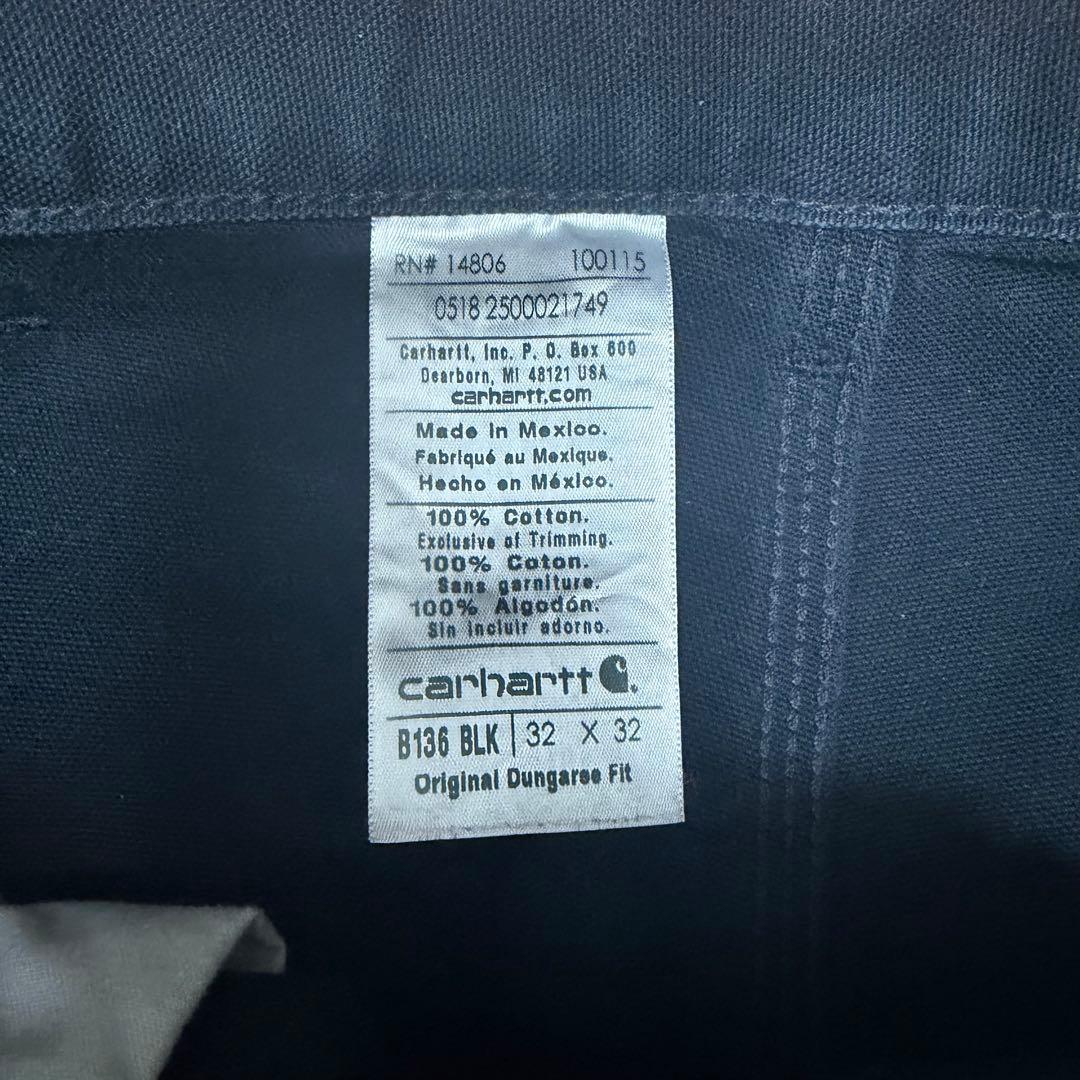 RN# 14806 100115
0518 2500021749
Carhartt, Inc. P. O. Box 600
Dearborn, MI 48121 USA
carhartt.com
Made in Mexico.
Fabriqué au Mexique.
Hecho en México.
100% Cotton.
Exclusive of Trimming.
100% Coton.
Sans garniture.
100% Algodón.
Sin incluir adorno.
carhartt
B136 BLK 32 X 32
Original Dungaree Fit